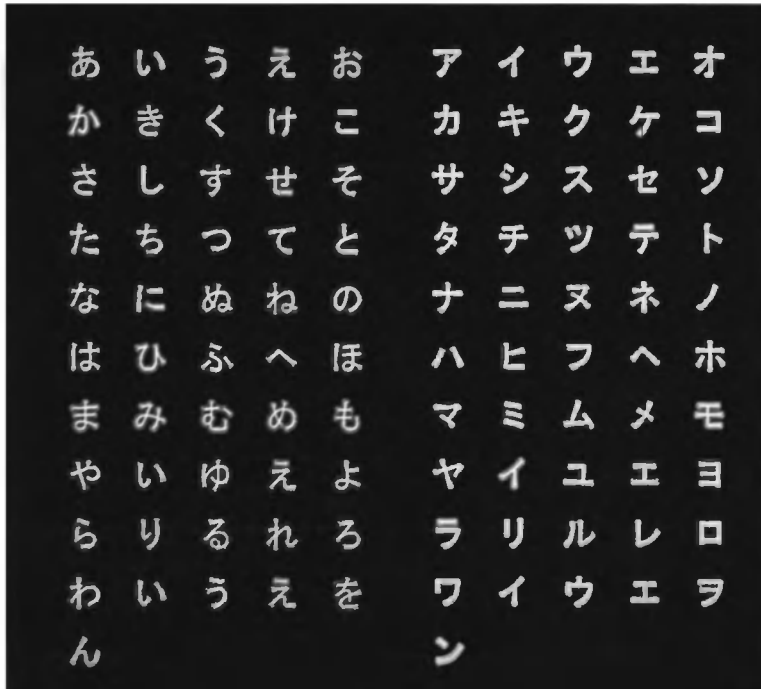 あ い う え お ア イ ウ エ オ
か き く け こ カ キ ク ケ コ
さ し す せ そ サ シ ス セ ソ
た ち つ て と タ チ ツ テ ト
な に ぬ ね の ナ ニ ヌ ネ ノ
は ひ ふ へ ほ ハ ヒ フ ヘ ホ
ま み む め も マ ミ ム メ モ
や い ゆ え よ ヤ イ ユ エ ヨ
ら り る れ ろ ラ リ ル レ ロ
わ い う え を ワ イ ウ エ ヲ
ん ン